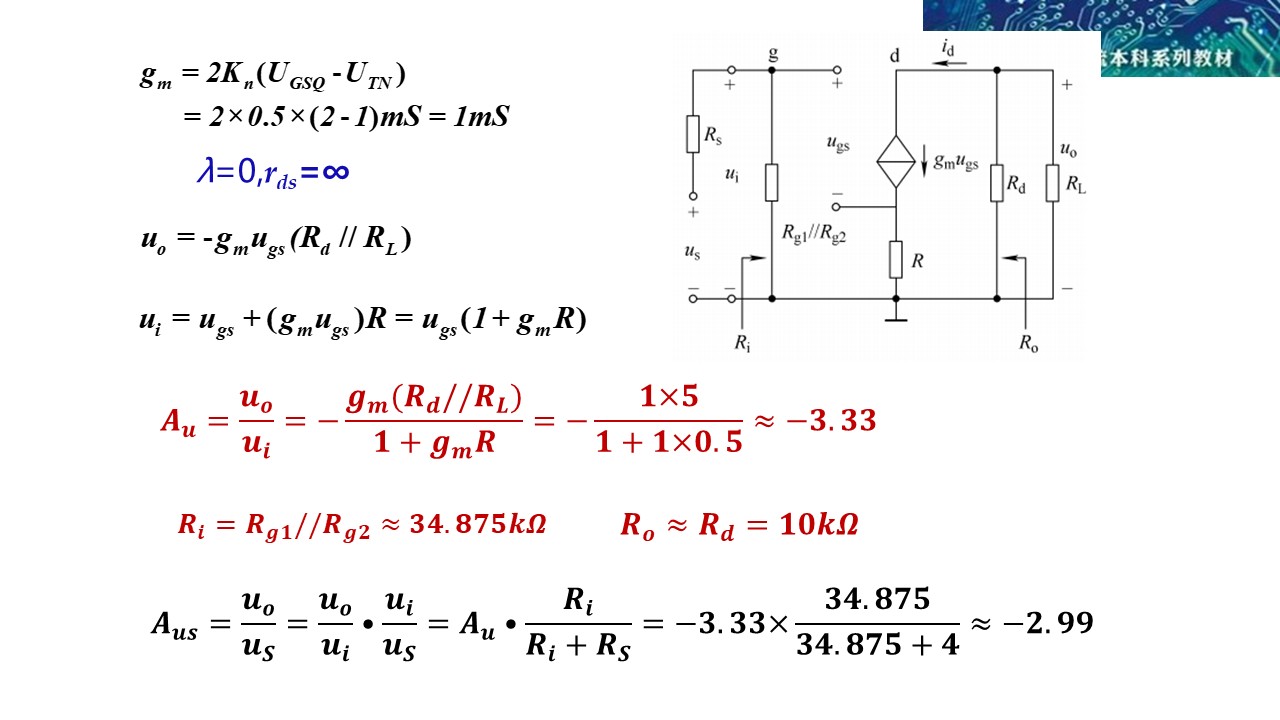 流本科系列教材
g_m = 2K_n(U_GSQ - U_TN)
= 2×0.5×(2 - 1)mS = 1mS
λ=0,r_ds=∞
u_o = -g_m u_gs (R_d // R_L)
u_i = u_gs + (g_m u_gs)R = u_gs(1 + g_m R)
g
d
i_d
+
+
+
R_s
u_gs
u_o
u_i
g_m u_gs
R_d
R_L
−
+
R_g1//R_g2
u_s
R
−
−
−
R_i
R_o
A_u = u_o/u_i = − g_m(R_d//R_L)/(1 + g_m R) = − (1×5)/(1 + 1×0.5) ≈ −3.33
R_i = R_g1//R_g2 ≈ 34.875kΩ
R_o ≈ R_d = 10kΩ
A_us = u_o/u_S = u_o/u_i • u_i/u_S = A_u • R_i/(R_i + R_S) = −3.33× 34.875/(34.875 + 4) ≈ −2.99